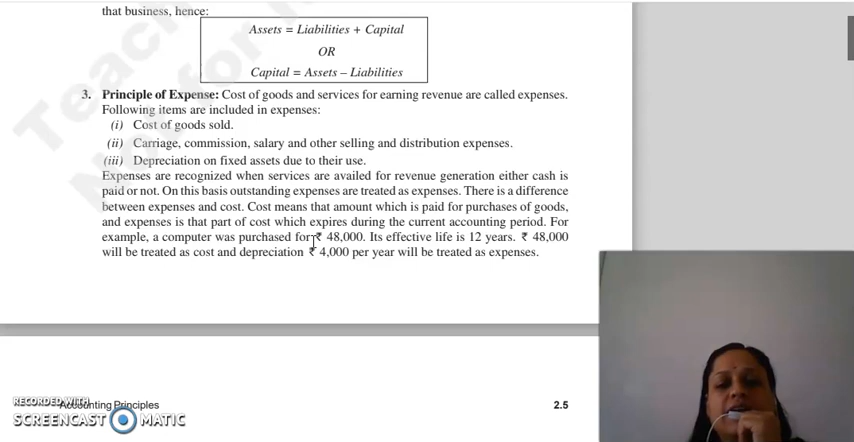 that business, hence:
Assets = Liabilities + Capital
OR
Capital = Assets – Liabilities
3. Principle of Expense: Cost of goods and services for earning revenue are called expenses.
Following items are included in expenses:
(i) Cost of goods sold.
(ii) Carriage, commission, salary and other selling and distribution expenses.
(iii) Depreciation on fixed assets due to their use.
Expenses are recognized when services are availed for revenue generation either cash is
paid or not. On this basis outstanding expenses are treated as expenses. There is a difference
between expenses and cost. Cost means that amount which is paid for purchases of goods,
and expenses is that part of cost which expires during the current accounting period. For
example, a computer was purchased for ₹ 48,000. Its effective life is 12 years. ₹ 48,000
will be treated as cost and depreciation ₹ 4,000 per year will be treated as expenses.
Accounting Principles 2.5
RECORDED WITH
SCREENCAST MATIC